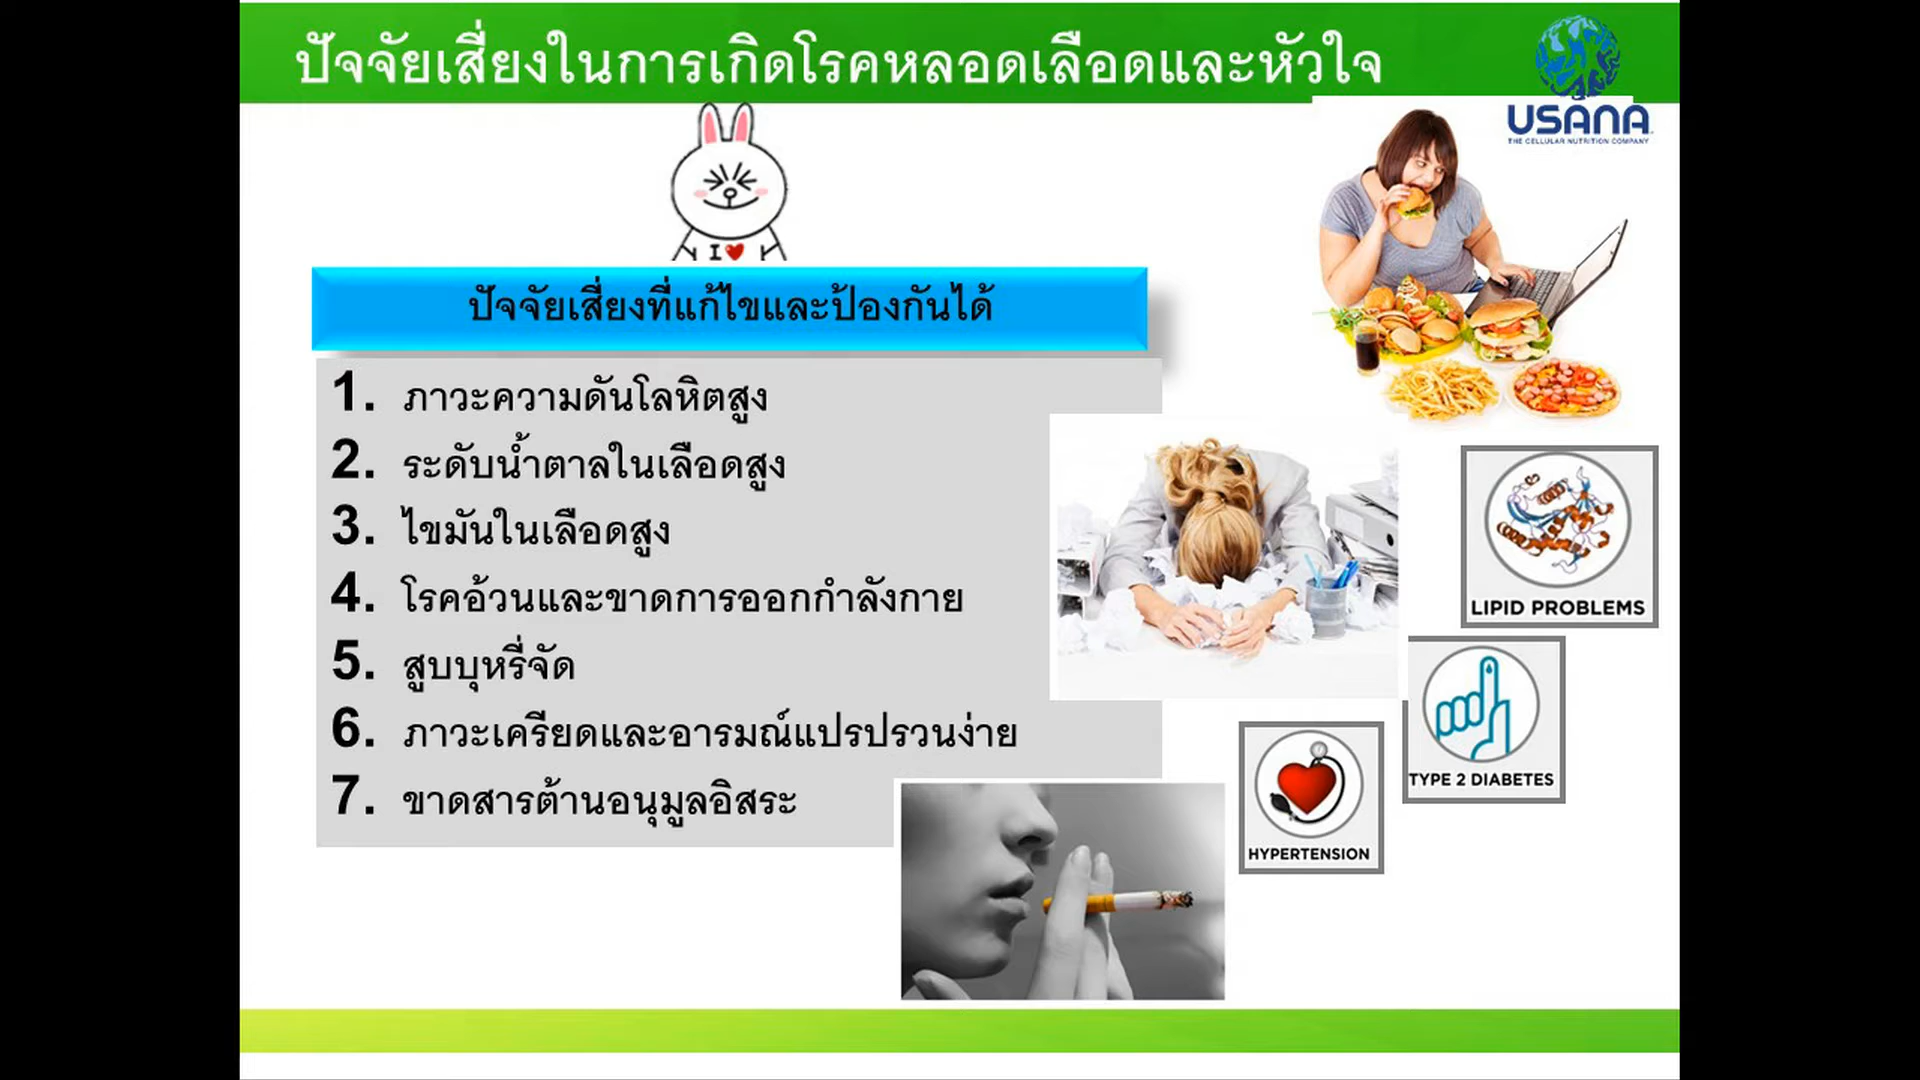 ปัจจัยเสี่ยงในการเกิดโรคหลอดเลือดและหัวใจ
USANA
THE CELLULAR NUTRITION COMPANY
I
ปัจจัยเสี่ยงที่แก้ไขและป้องกันได้
1. ภาวะความดันโลหิตสูง
2. ระดับน้ำตาลในเลือดสูง
3. ไขมันในเลือดสูง
4. โรคอ้วนและขาดการออกกำลังกาย
5. สูบบุหรี่จัด
6. ภาวะเครียดและอารมณ์แปรปรวนง่าย
7. ขาดสารต้านอนุมูลอิสระ
LIPID PROBLEMS
TYPE 2 DIABETES
HYPERTENSION